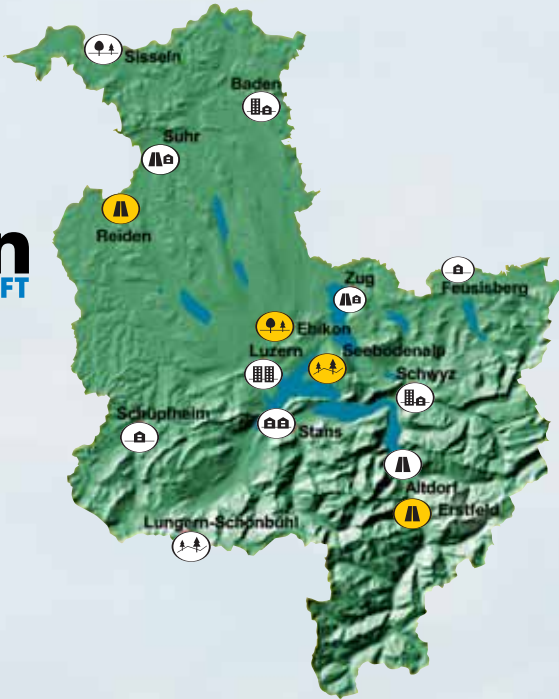 Sisseln
Baden
Suhr
Reiden
n
FT
Zug
Feusisberg
Ebikon
Luzern
Seebodenalp
Schwyz
Schüpfheim
Stans
Altdorf
Erstfeld
Lungern-Schönbühl